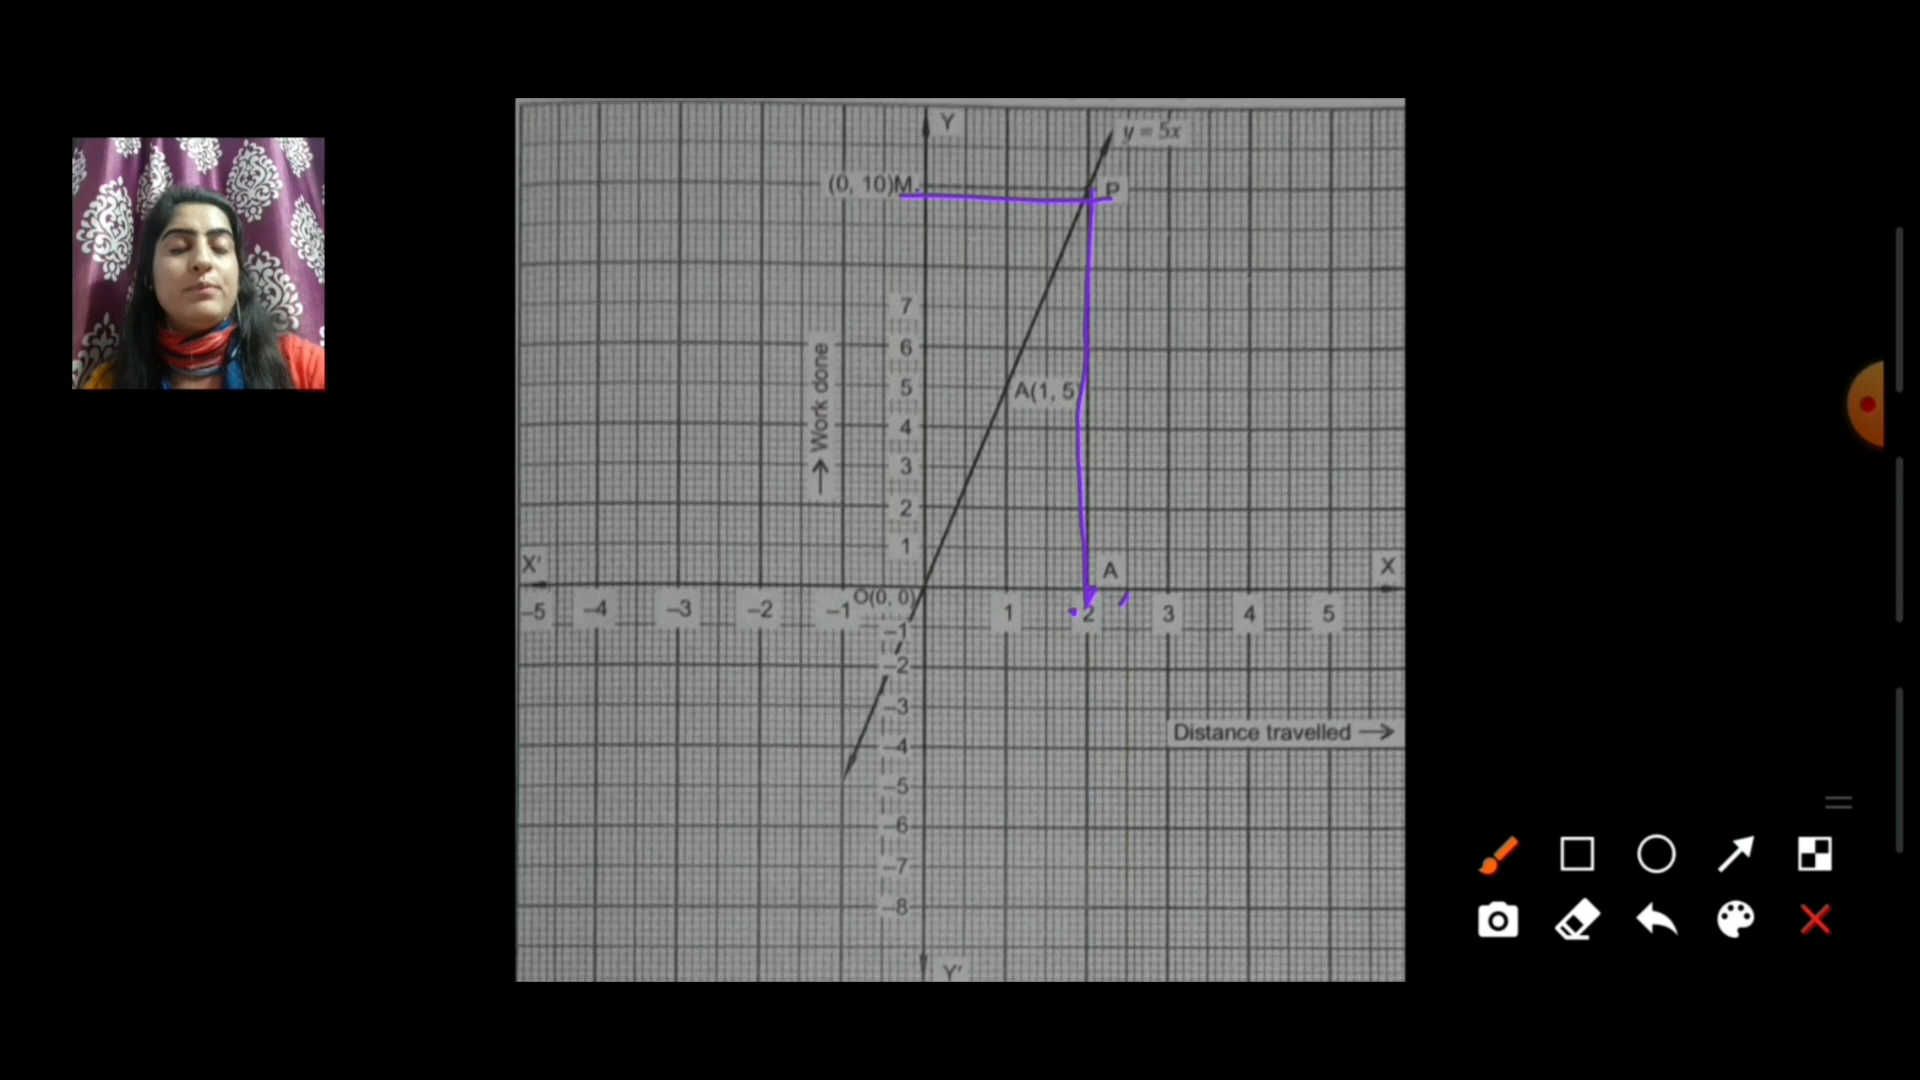 Y
y = 5x
(0, 10)M
P
7
6
5
A(1, 5)
4
3
2
1
→ Work done
X'
A
X
O(0, 0)
–5 –4 –3 –2 –1 1 2 3 4 5
–1
–2
–3
–4
–5
–6
–7
–8
Distance travelled →
Y'